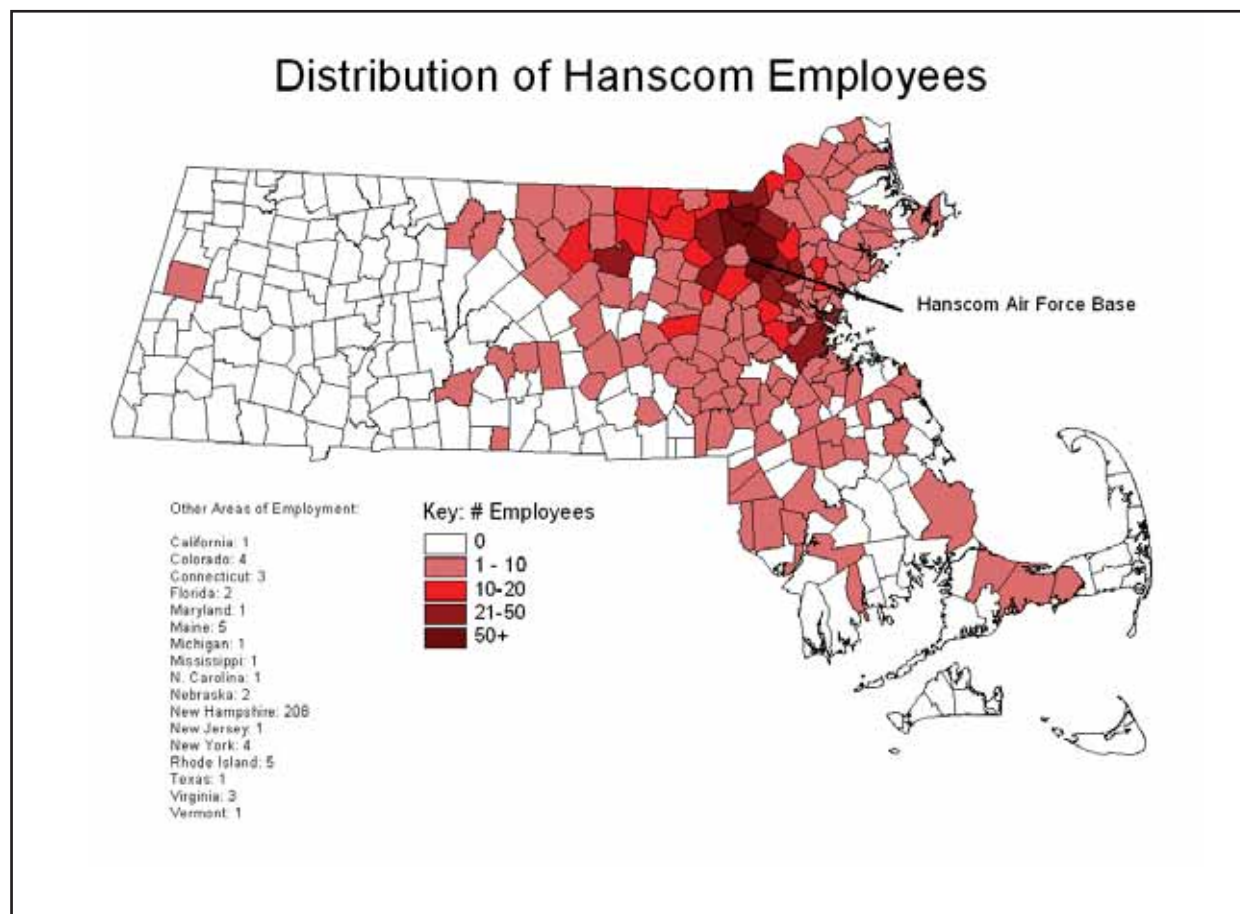 Distribution of Hanscom Employees
Hanscom Air Force Base
Other Areas of Employment:
California: 1
Colorado: 4
Connecticut: 3
Florida: 2
Maryland: 1
Maine: 5
Michigan: 1
Mississippi: 1
N. Carolina: 1
Nebraska: 2
New Hampshire: 208
New Jersey: 1
New York: 4
Rhode Island: 5
Texas: 1
Virginia: 3
Vermont: 1
Key: # Employees
0
1 - 10
10-20
21-50
50+